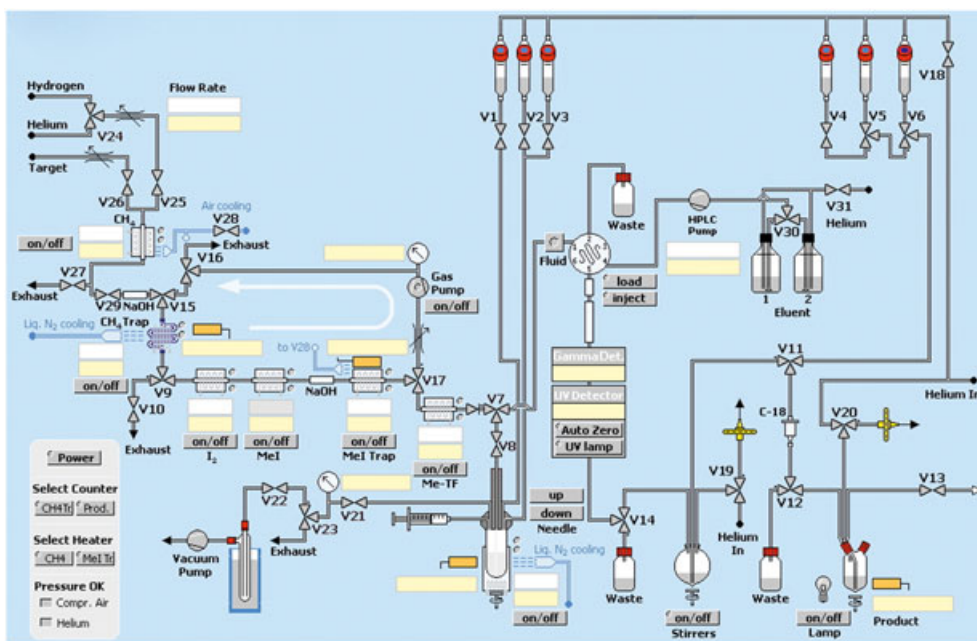 Hydrogen
Flow Rate
V24
Helium
Target
V26
V25
CH4
Air cooling
V28
on/off
Exhaust
V16
V27
Exhaust
V29
NaOH
V15
CH4 Trap
Gas Pump
on/off
Liq. N2 cooling
to V28
on/off
V9
V10
Exhaust
NaOH
V17
on/off
I2
on/off
MeI
on/off
MeI Trap
on/off
Me-TF
V7
V8
Power
Select Counter
CH4Tr
Prod.
Select Heater
CH4
MeI Tr
Pressure OK
Compr. Air
Helium
V22
V23
V21
Exhaust
Vacuum Pump
up
down
Needle
Liq. N2 cooling
on/off
V1
V2
V3
Waste
Fluid
1
2
3
4
5
6
load
inject
GammaDet.
UV Detector
Auto Zero
UV lamp
V14
Waste
HPLC Pump
V30
V31
Helium
1
2
Eluent
V4
V5
V6
V18
V11
C-18
V19
Helium In
V12
Waste
on/off
Stirrers
V20
Helium In
V13
on/off
Lamp
Product